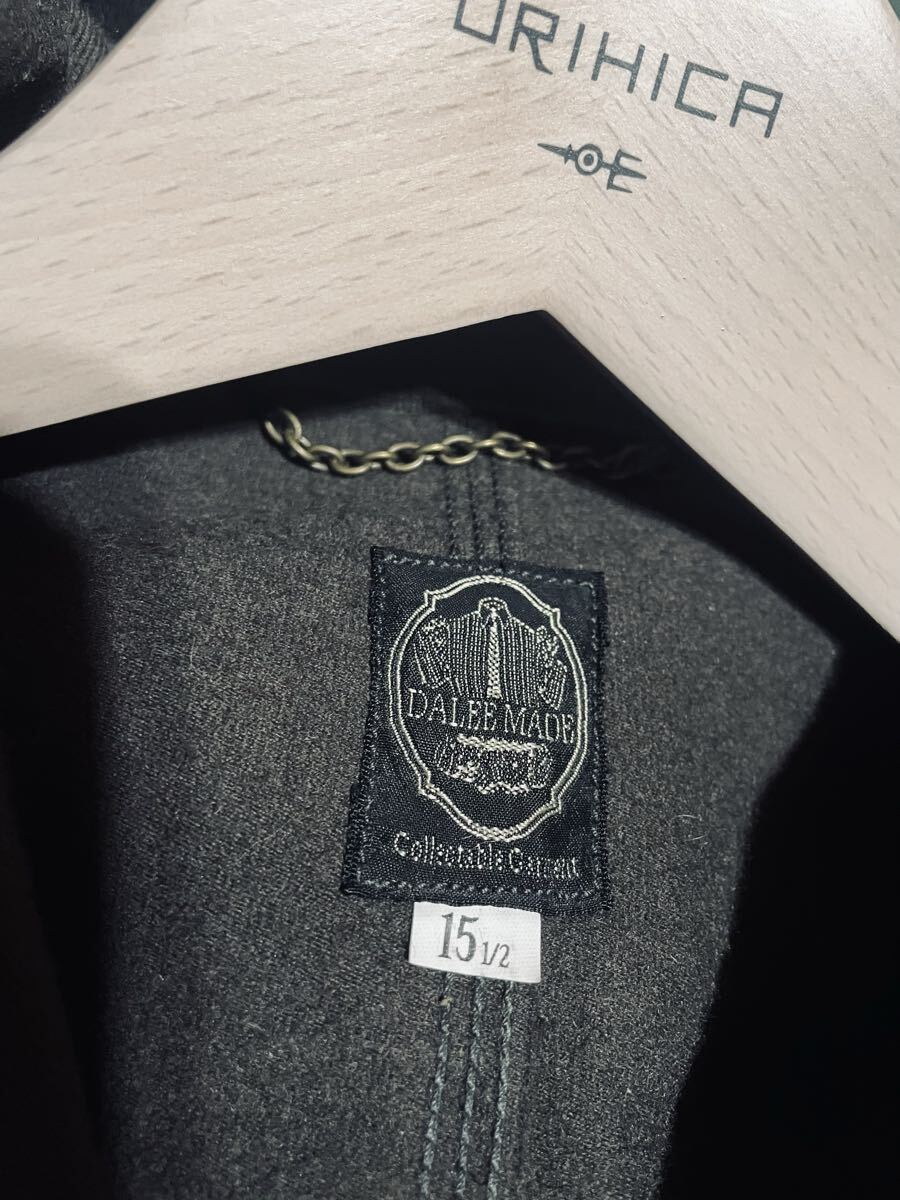 ORIHICA
DALEE MADE
Collectable Garment
15 1/2